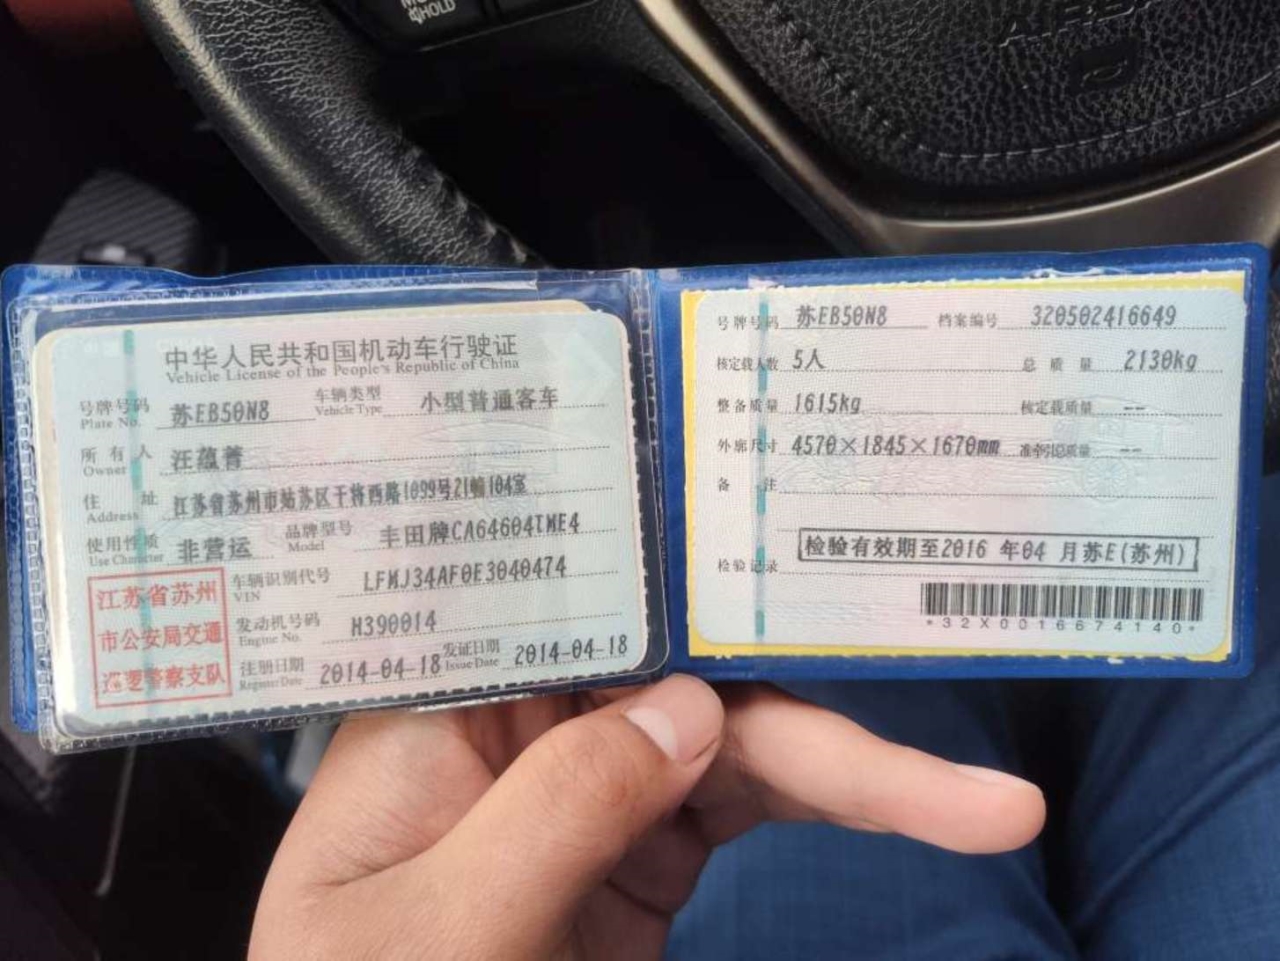 HOLD
AIRBAG
中华人民共和国机动车行驶证
Vehicle License of the People's Republic of China
号牌号码 苏EB50N8 车辆类型 小型普通客车
Plate No. Vehicle Type
所有人 汪蕴菁
Owner
住址 江苏省苏州市姑苏区干将西路1099号21幢104室
Address
使用性质 非营运 品牌型号 丰田牌CA64604TME4
Use Character Model
江苏省苏州
市公安局交通
巡逻警察支队
车辆识别代号 LFMJ34AF0E3040474
VIN
发动机号码 H390014
Engine No.
注册日期 2014-04-18 发证日期 2014-04-18
Register Date Issue Date
号牌号码 苏EB50N8 档案编号 320502416649
核定载人数 5人 总质量 2130kg
整备质量 1615kg 核定载质量 --
外廓尺寸 4570×1845×1670mm 准牵引总质量 --
备注
检验有效期至2016 年04 月苏E(苏州)
检验记录
*32X0016674140*